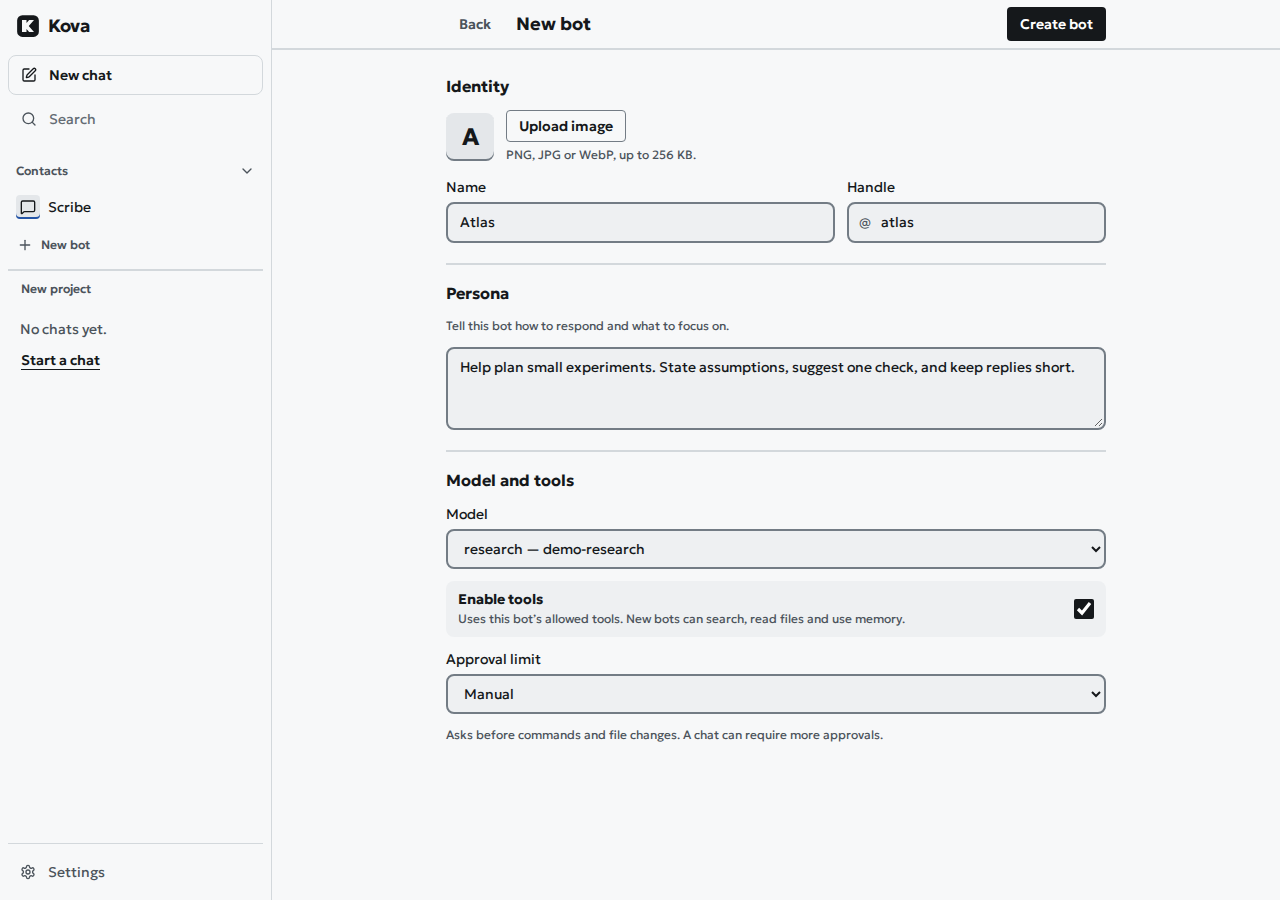 Kova
New chat
Search
Contacts
Scribe
New bot
New project
No chats yet.
Start a chat
Settings
Back
New bot
Create bot
Identity
A
Upload image
PNG, JPG or WebP, up to 256 KB.
Name
Handle
Atlas
@ atlas
Persona
Tell this bot how to respond and what to focus on.
Help plan small experiments. State assumptions, suggest one check, and keep replies short.
Model and tools
Model
research — demo-research
Enable tools
Uses this bot’s allowed tools. New bots can search, read files and use memory.
Approval limit
Manual
Asks before commands and file changes. A chat can require more approvals.